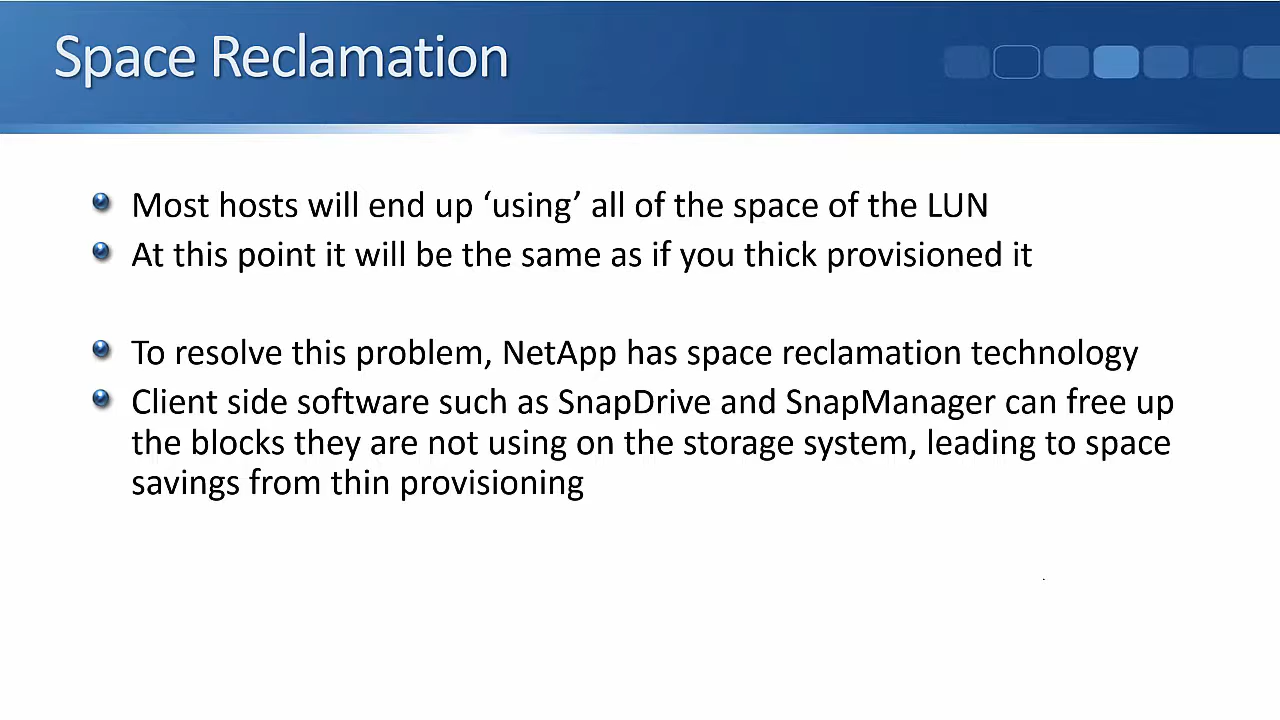 Space Reclamation
Most hosts will end up ‘using’ all of the space of the LUN
At this point it will be the same as if you thick provisioned it
To resolve this problem, NetApp has space reclamation technology
Client side software such as SnapDrive and SnapManager can free up
the blocks they are not using on the storage system, leading to space
savings from thin provisioning